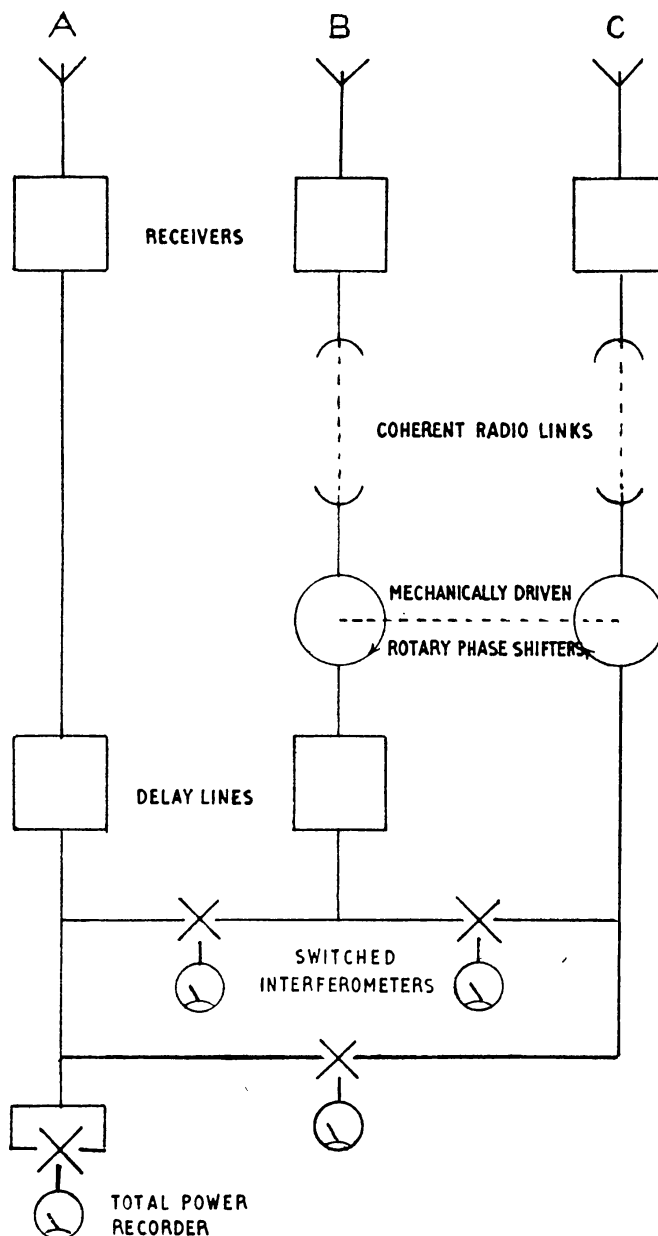 A B C
RECEIVERS
COHERENT RADIO LINKS
MECHANICALLY DRIVEN
ROTARY PHASE SHIFTERS
DELAY LINES
SWITCHED
INTERFEROMETERS
TOTAL POWER
RECORDER